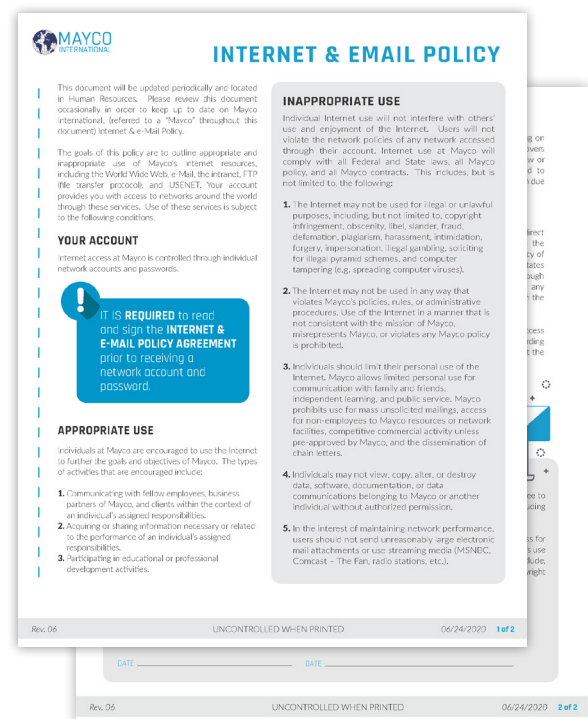 MAYCO
INTERNATIONAL
INTERNET & EMAIL POLICY
This document will be updated periodically and located
in Human Resources. Please review this document
occasionally in order to keep up to date on Mayco
International, (referred to a "Mayco" throughout this
document) Internet & e-Mail Policy.
The goals of this policy are to outline appropriate and
inappropriate use of Mayco's internet resources,
including the World Wide Web, e-Mail, the intranet, FTP
(file transfer protocol), and USENET. Your account
provides you with access to networks around the world
through these services. Use of these services is subject
to the following conditions.
YOUR ACCOUNT
Internet access at Mayco is controlled through individual
network accounts and passwords.
!
IT IS REQUIRED to read
and sign the INTERNET &
E-MAIL POLICY AGREEMENT
prior to receiving a
network account and
password.
APPROPRIATE USE
Individuals at Mayco are encouraged to use the Internet
to further the goals and objectives of Mayco. The types
of activities that are encouraged include:
1. Communicating with fellow employees, business
partners of Mayco, and clients within the context of
an individual's assigned responsibilities.
2. Acquiring or sharing information necessary or related
to the performance of an individual's assigned
responsibilities.
3. Participating in educational or professional
development activities.
INAPPROPRIATE USE
Individual Internet use will not interfere with others'
use and enjoyment of the Internet. Users will not
violate the network policies of any network accessed
through their account. Internet use at Mayco will
comply with all Federal and State laws, all Mayco
policy, and all Mayco contracts. This includes, but is
not limited to, the following:
1. The Internet may not be used for illegal or unlawful
purposes, including, but not limited to, copyright
infringement, obscenity, libel, slander, fraud,
defamation, plagiarism, harassment, intimidation,
forgery, impersonation, illegal gambling, soliciting
for illegal pyramid schemes, and computer
tampering (e.g. spreading computer viruses).
2. The Internet may not be used in any way that
violates Mayco's policies, rules, or administrative
procedures. Use of the Internet in a manner that is
not consistent with the mission of Mayco,
misrepresents Mayco, or violates any Mayco policy
is prohibited.
3. Individuals should limit their personal use of the
Internet. Mayco allows limited personal use for
communication with family and friends,
independent learning, and public service. Mayco
prohibits use for mass unsolicited mailings, access
for non-employees to Mayco resources or network
facilities, competitive commercial activity unless
pre-approved by Mayco, and the dissemination of
chain letters.
4. Individuals may not view, copy, alter, or destroy
data, software, documentation, or data
communications belonging to Mayco or another
individual without authorized permission.
5. In the interest of maintaining network performance,
users should not send unreasonably large electronic
mail attachments or use streaming media (MSNBC,
Comcast – The Fan, radio stations, etc.).
Rev. 06 UNCONTROLLED WHEN PRINTED 06/24/2020 1 of 2
DATE DATE
Rev. 06 UNCONTROLLED WHEN PRINTED 06/24/2020 2 of 2